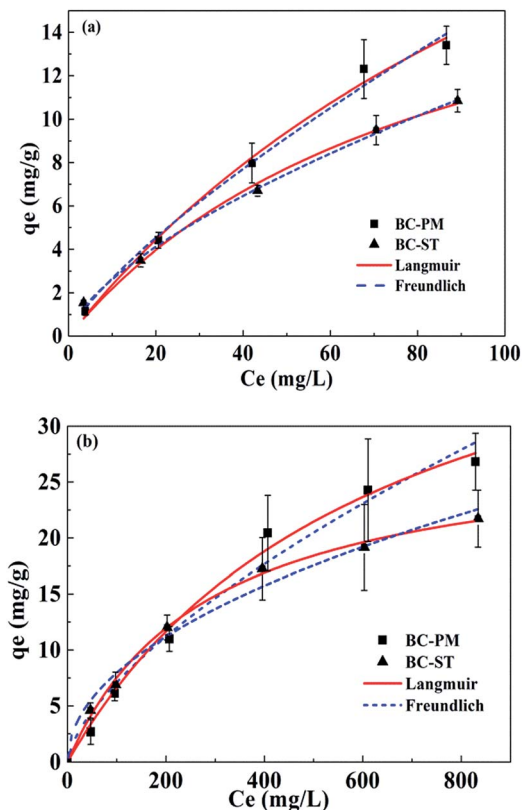 (a)
14
12
10
8
6
4
2
0
qe (mg/g)
BC-PM
BC-ST
Langmuir
Freundlich
0 20 40 60 80 100
Ce (mg/L)
(b)
30
25
20
15
10
5
0
qe (mg/g)
BC-PM
BC-ST
Langmuir
Freundlich
0 200 400 600 800
Ce (mg/L)